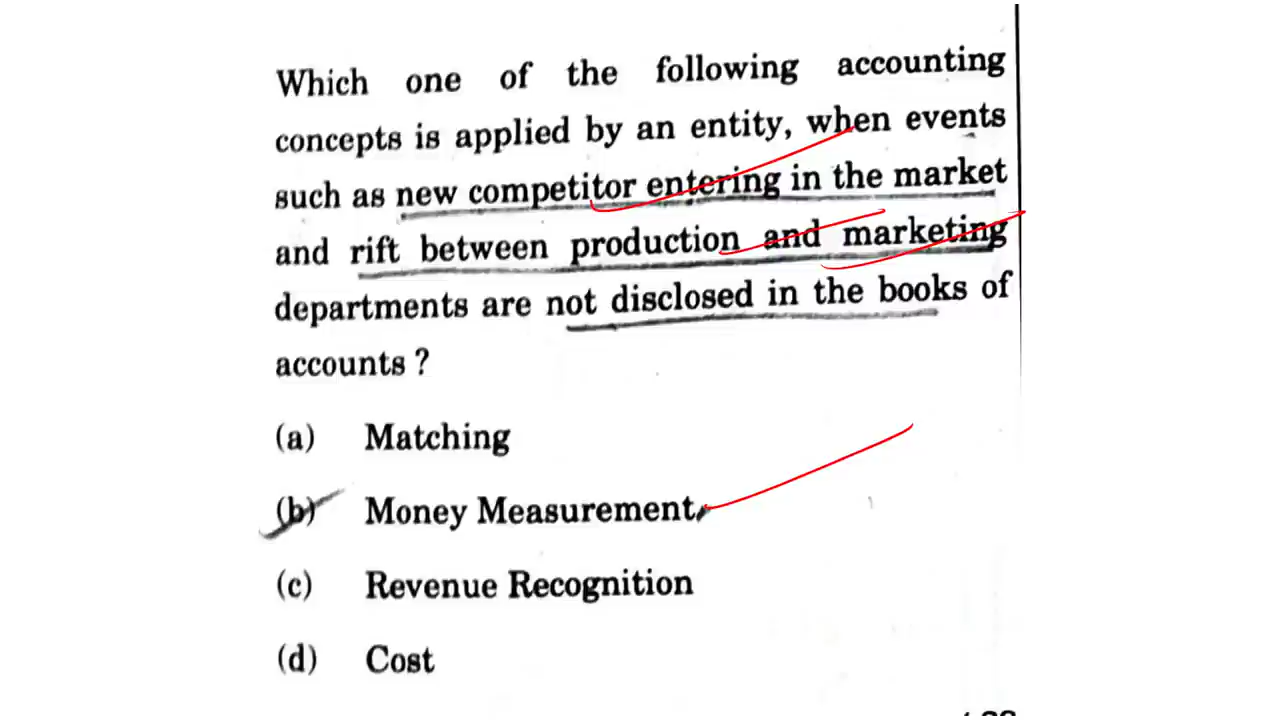 Which one of the following accounting
concepts is applied by an entity, when events
such as new competitor entering in the market
and rift between production and marketing
departments are not disclosed in the books of
accounts ?
(a) Matching
(b) Money Measurement
(c) Revenue Recognition
(d) Cost